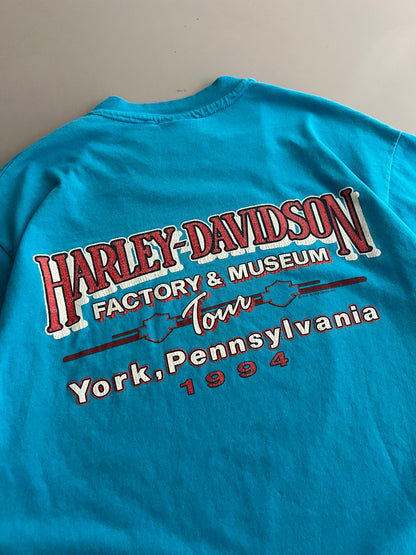 HARLEY-DAVIDSON
FACTORY & MUSEUM
Tour
York, Pennsylvania
1994